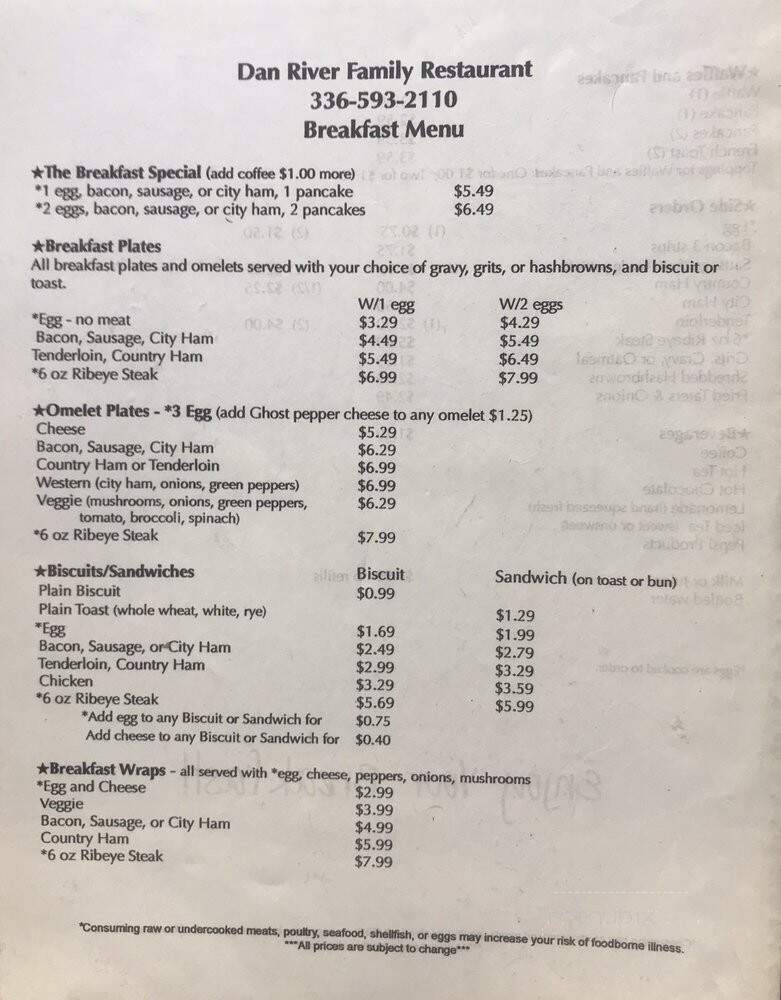 Dan River Family Restaurant
336-593-2110
Breakfast Menu
★The Breakfast Special (add coffee $1.00 more)
*1 egg, bacon, sausage, or city ham, 1 pancake $5.49
*2 eggs, bacon, sausage, or city ham, 2 pancakes $6.49
★Breakfast Plates
All breakfast plates and omelets served with your choice of gravy, grits, or hashbrowns, and biscuit or
toast.
W/1 egg W/2 eggs
*Egg - no meat $3.29 $4.29
Bacon, Sausage, City Ham $4.49 $5.49
Tenderloin, Country Ham $5.49 $6.49
*6 oz Ribeye Steak $6.99 $7.99
★Omelet Plates - *3 Egg (add Ghost pepper cheese to any omelet $1.25)
Cheese $5.29
Bacon, Sausage, City Ham $6.29
Country Ham or Tenderloin $6.99
Western (city ham, onions, green peppers) $6.99
Veggie (mushrooms, onions, green peppers, $6.29
tomato, broccoli, spinach)
*6 oz Ribeye Steak $7.99
★Biscuits/Sandwiches Biscuit Sandwich (on toast or bun)
Plain Biscuit $0.99
Plain Toast (whole wheat, white, rye) $1.29
*Egg $1.69 $1.99
Bacon, Sausage, or City Ham $2.49 $2.79
Tenderloin, Country Ham $2.99 $3.29
Chicken $3.29 $3.59
*6 oz Ribeye Steak $5.69 $5.99
*Add egg to any Biscuit or Sandwich for $0.75
Add cheese to any Biscuit or Sandwich for $0.40
★Breakfast Wraps - all served with *egg, cheese, peppers, onions, mushrooms
*Egg and Cheese $2.99
Veggie $3.99
Bacon, Sausage, or City Ham $4.99
Country Ham $5.99
*6 oz Ribeye Steak $7.99
*Consuming raw or undercooked meats, poultry, seafood, shellfish, or eggs may increase your risk of foodborne illness.
***All prices are subject to change***